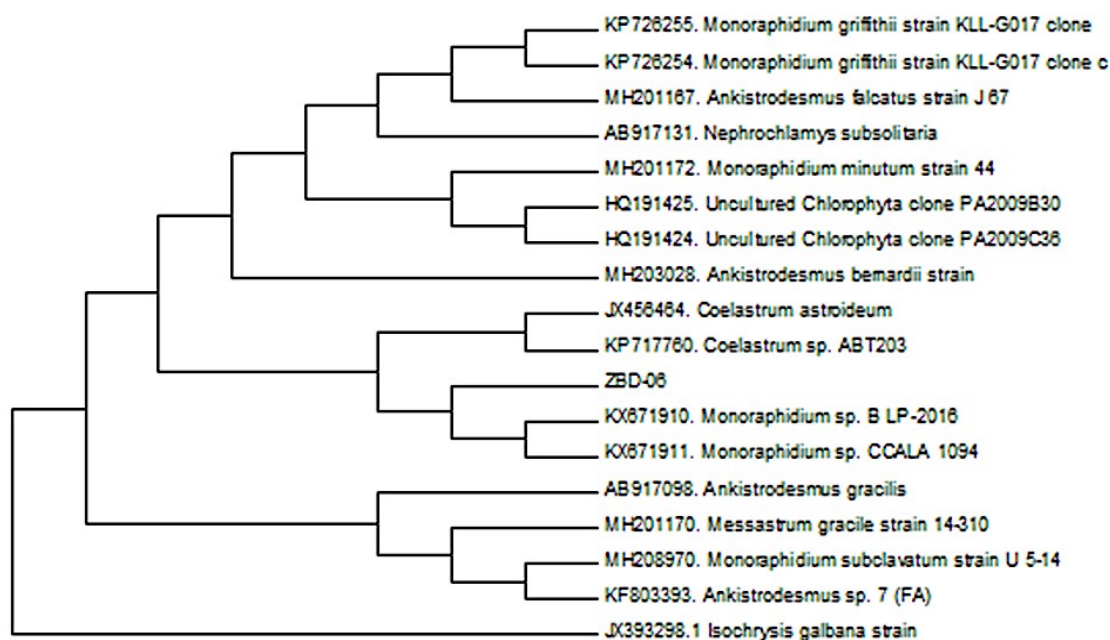 KP726255. Monoraphidium griffithii strain KLL-G017 clone
KP726254. Monoraphidium griffithii strain KLL-G017 clone c
MH201167. Ankistrodesmus falcatus strain J 67
AB917131. Nephrochlamys subsolitaria
MH201172. Monoraphidium minutum strain 44
HQ191425. Uncultured Chlorophyta clone PA2009B30
HQ191424. Uncultured Chlorophyta clone PA2009C36
MH203028. Ankistrodesmus bernardii strain
JX456464. Coelastrum astroideum
KP717760. Coelastrum sp. ABT203
ZBD-06
KX671910. Monoraphidium sp. B LP-2016
KX671911. Monoraphidium sp. CCALA 1094
AB917098. Ankistrodesmus gracilis
MH201170. Messastrum gracile strain 14-310
MH208970. Monoraphidium subclavatum strain U 5-14
KF803393. Ankistrodesmus sp. 7 (FA)
JX393298.1 Isochrysis galbana strain